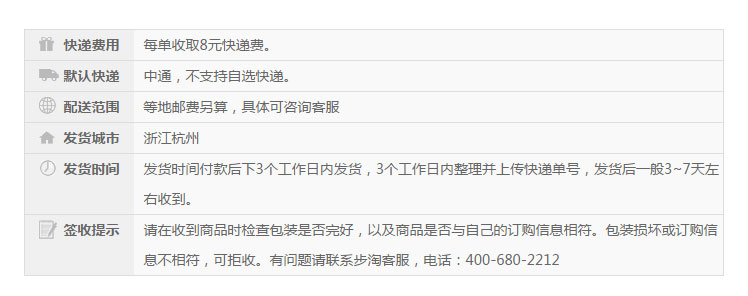 快递费用 每单收取8元快递费。
默认快递 中通，不支持自选快递。
配送范围 等地邮费另算，具体可咨询客服
发货城市 浙江杭州
发货时间 发货时间付款后下3个工作日内发货，3个工作日内整理并上传快递单号，发货后一般3~7天左
右收到。
签收提示 请在收到商品时检查包装是否完好，以及商品是否与自己的订购信息相符。包装损坏或订购信
息不相符，可拒收。有问题请联系步淘客服，电话：400-680-2212